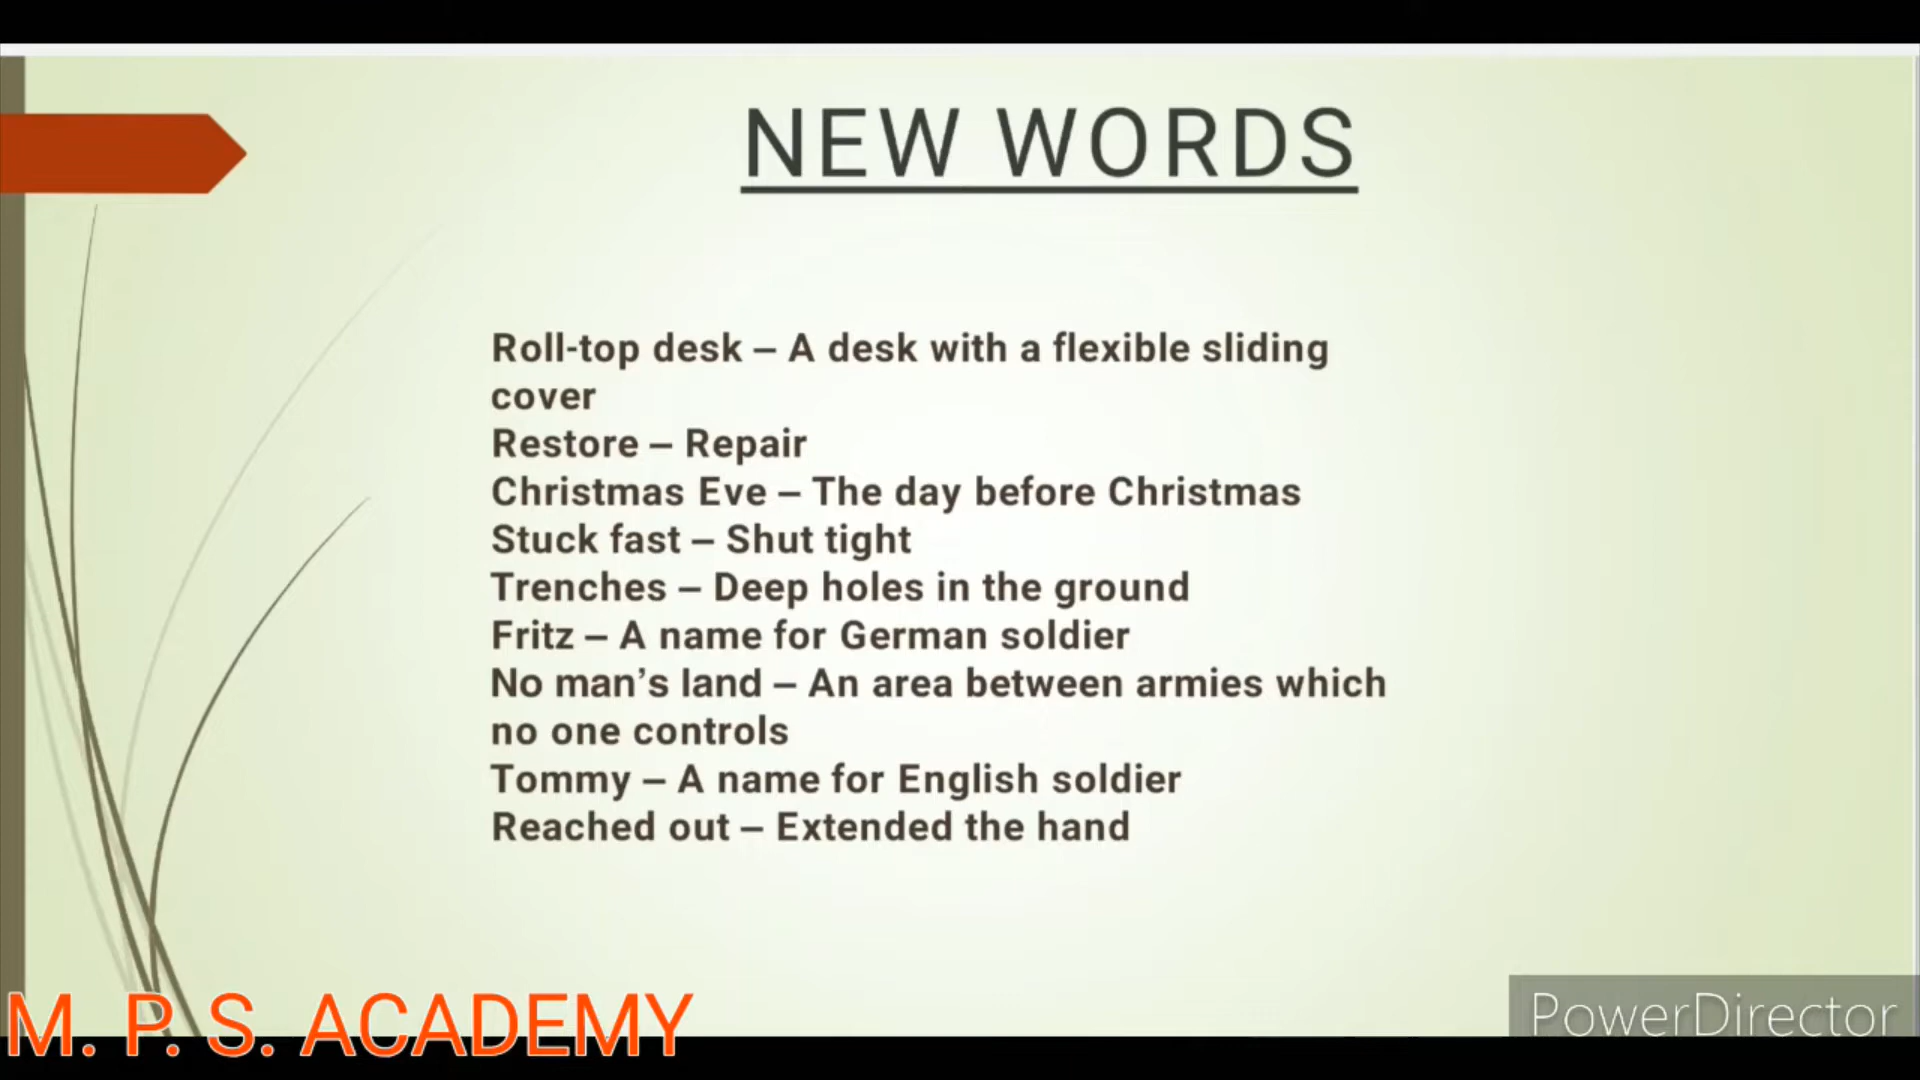 NEW WORDS
Roll-top desk – A desk with a flexible sliding
cover
Restore – Repair
Christmas Eve – The day before Christmas
Stuck fast – Shut tight
Trenches – Deep holes in the ground
Fritz – A name for German soldier
No man’s land – An area between armies which
no one controls
Tommy – A name for English soldier
Reached out – Extended the hand
M. P. S. ACADEMY
PowerDirector